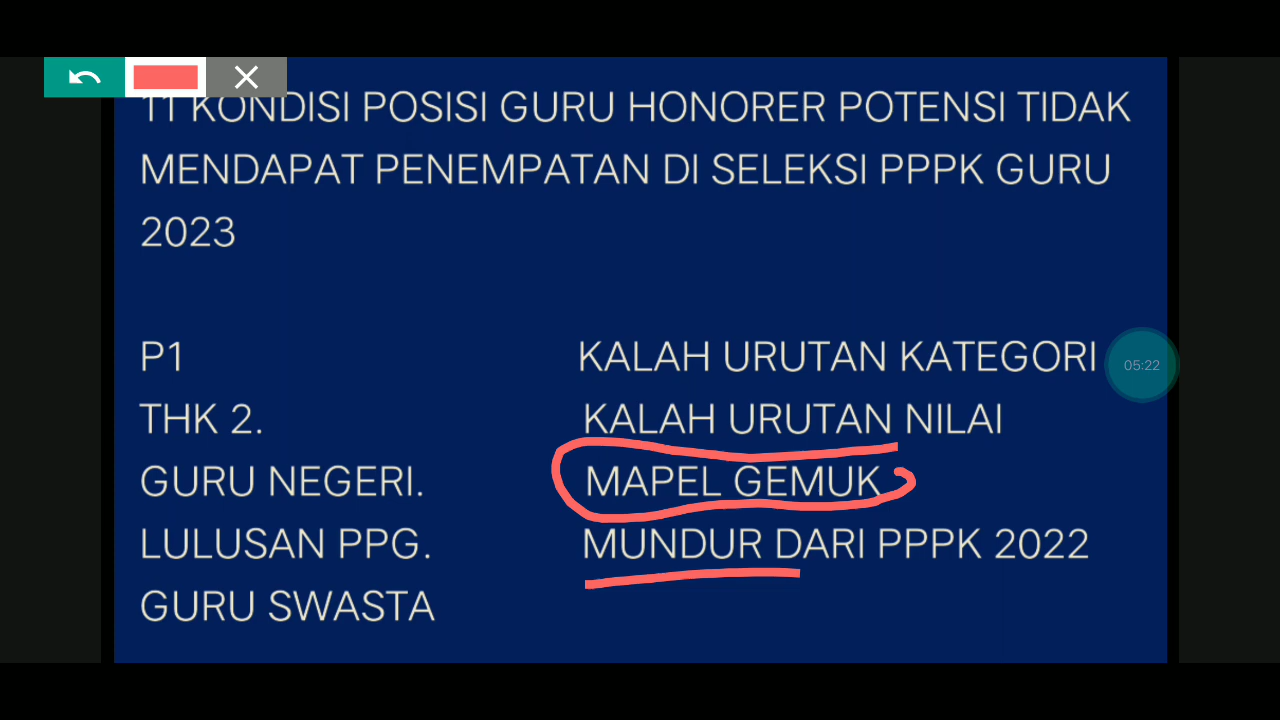 11 KONDISI POSISI GURU HONORER POTENSI TIDAK
MENDAPAT PENEMPATAN DI SELEKSI PPPK GURU
2023
P1
THK 2.
GURU NEGERI.
LULUSAN PPG.
GURU SWASTA
KALAH URUTAN KATEGORI
KALAH URUTAN NILAI
MAPEL GEMUK
MUNDUR DARI PPPK 2022
05:22